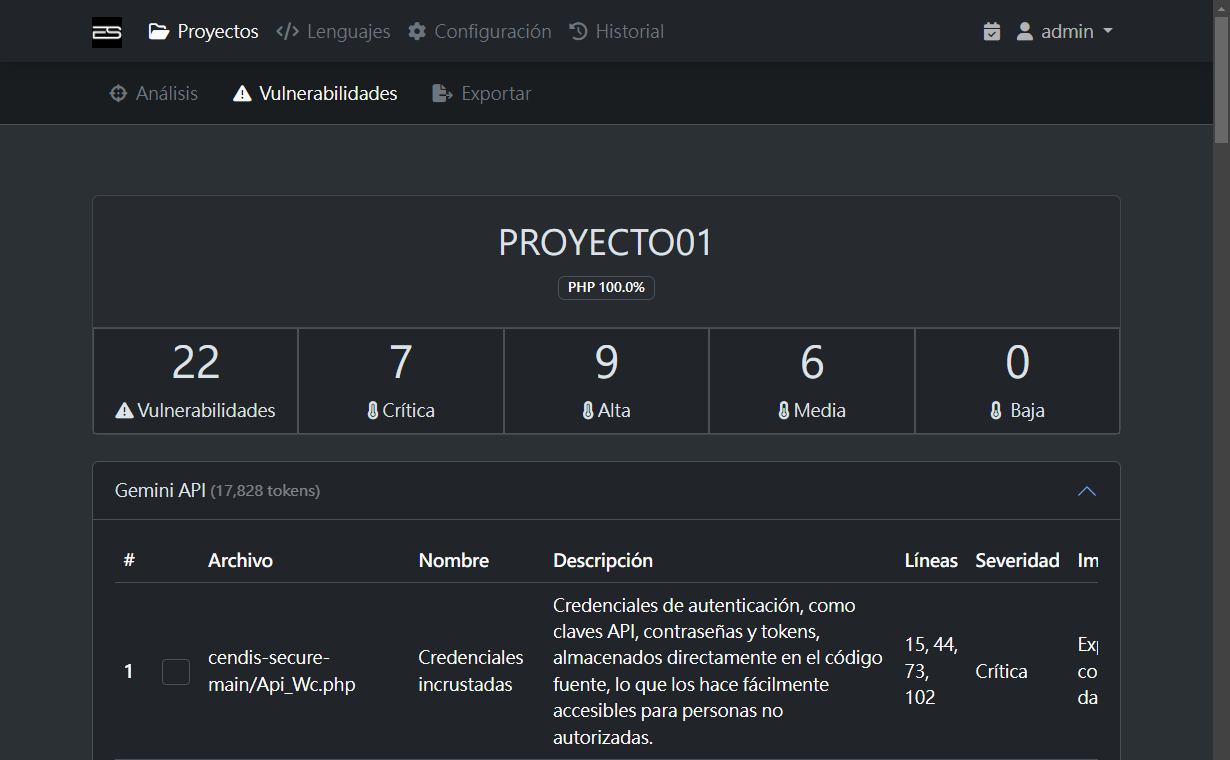 ES Proyectos Lenguajes Configuración Historial admin
Análisis Vulnerabilidades Exportar
PROYECTO01
PHP 100.0%
22 7 9 6 0
Vulnerabilidades Crítica Alta Media Baja
Gemini API (17,828 tokens)
# Archivo Nombre Descripción Líneas Severidad Im
Credenciales de autenticación, como
claves API, contraseñas y tokens,
15, 44, Exp
cendis-secure- Credenciales almacenados directamente en el código
1 73, Crítica co
main/Api_Wc.php incrustadas fuente, lo que los hace fácilmente
102 da
accesibles para personas no
autorizadas.